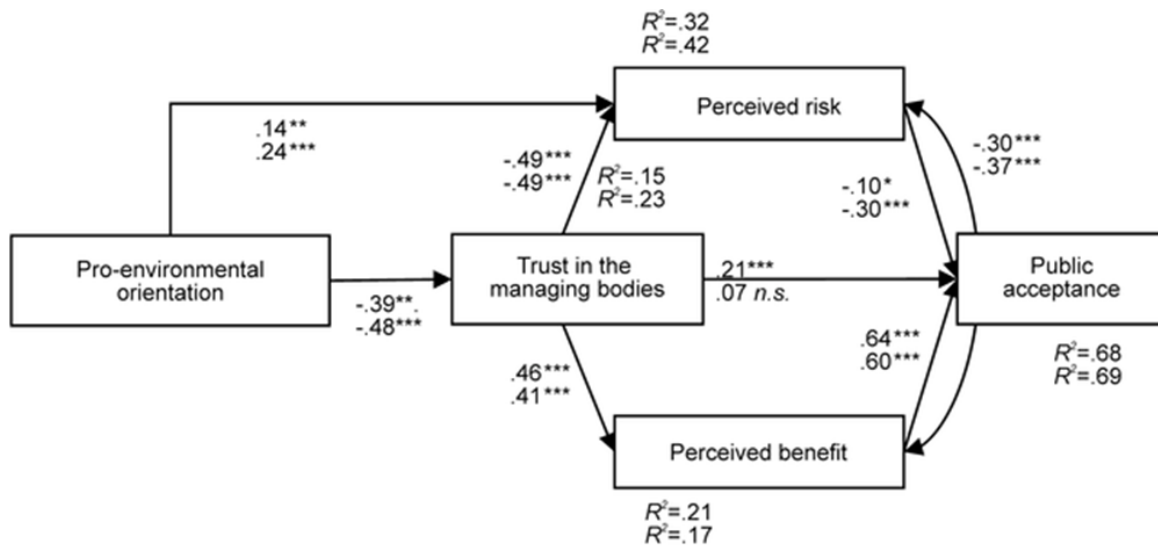 R²=.32
R²=.42
Perceived risk
.14**
.24***
-.49***
-.49***
R²=.15
R²=.23
-.30***
-.37***
-.10*
-.30***
Pro-environmental
orientation
-.39**.
-.48***
Trust in the
managing bodies
.21***
.07 n.s.
Public
acceptance
R²=.68
R²=.69
.46***
.41***
.64***
.60***
Perceived benefit
R²=.21
R²=.17